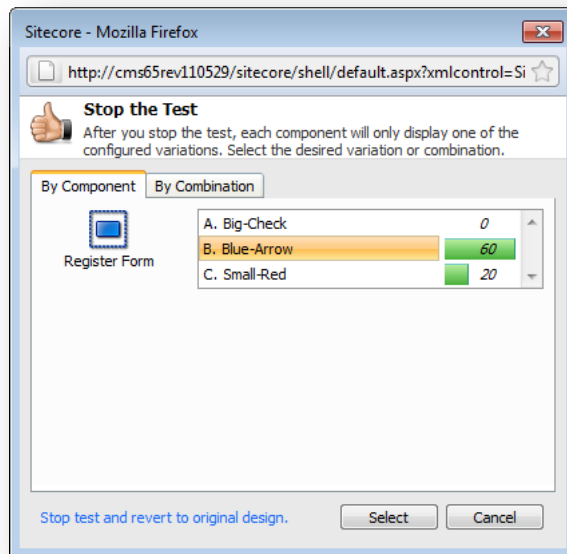 Sitecore - Mozilla Firefox
http://cms65rev110529/sitecore/shell/default.aspx?xmlcontrol=Si
Stop the Test
After you stop the test, each component will only display one of the
configured variations. Select the desired variation or combination.
By Component By Combination
Register Form
A. Big-Check 0
B. Blue-Arrow 60
C. Small-Red 20
Stop test and revert to original design. Select Cancel